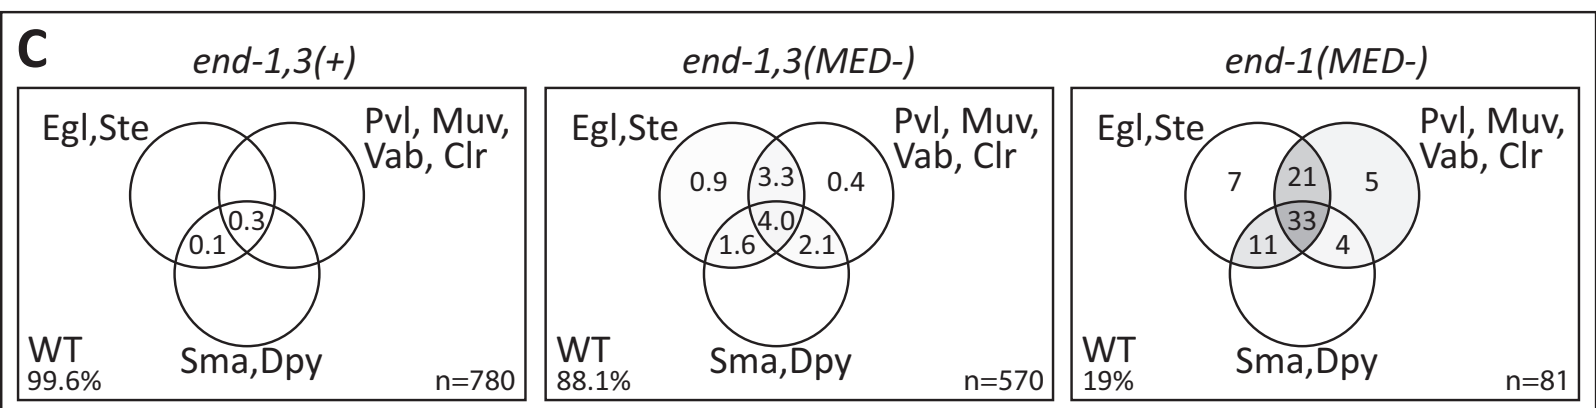 C
end-1,3(+)
end-1,3(MED-)
end-1(MED-)
Egl,Ste
Pvl, Muv,
Vab, Clr
0.3
0.1
WT
99.6%
Sma,Dpy
n=780
Egl,Ste
Pvl, Muv,
Vab, Clr
0.9
3.3
0.4
4.0
1.6
2.1
WT
88.1%
Sma,Dpy
n=570
Egl,Ste
Pvl, Muv,
Vab, Clr
7
21
5
33
11
4
WT
19%
Sma,Dpy
n=81